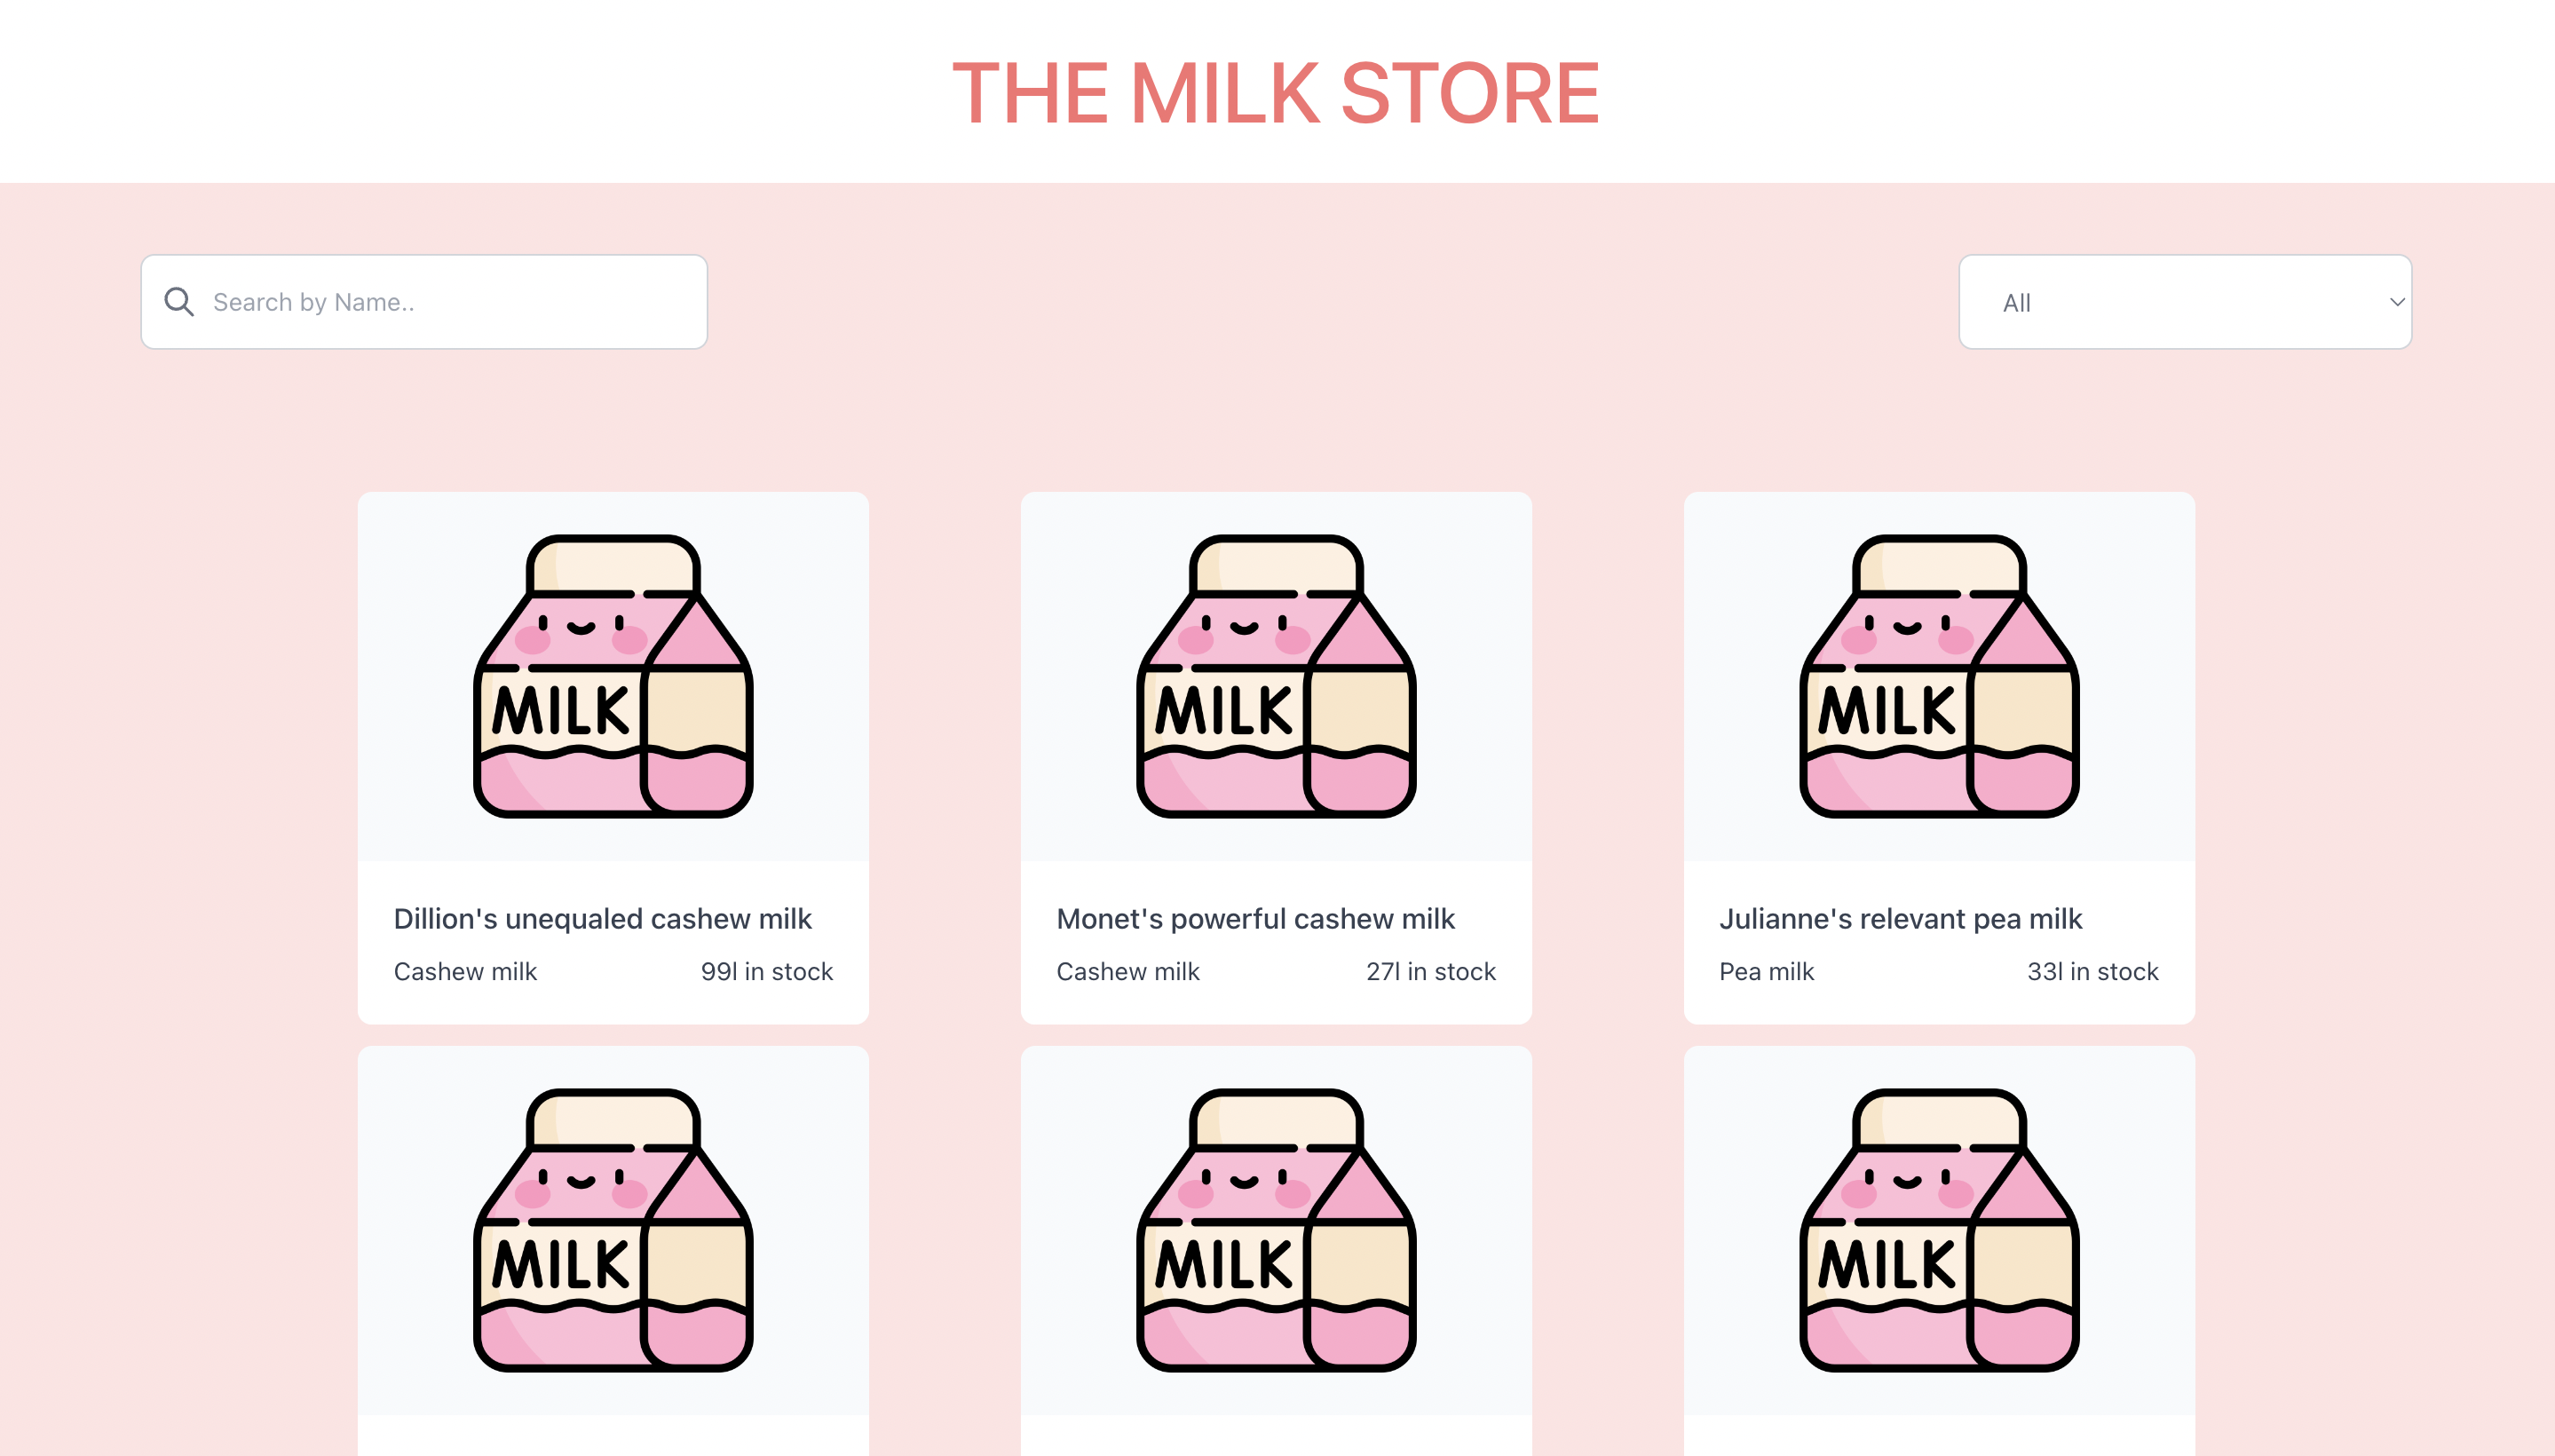 THE MILK STORE
Search by Name..
All
MILK
MILK
MILK
Dillion's unequaled cashew milk
Cashew milk 99l in stock
Monet's powerful cashew milk
Cashew milk 27l in stock
Julianne's relevant pea milk
Pea milk 33l in stock
MILK
MILK
MILK